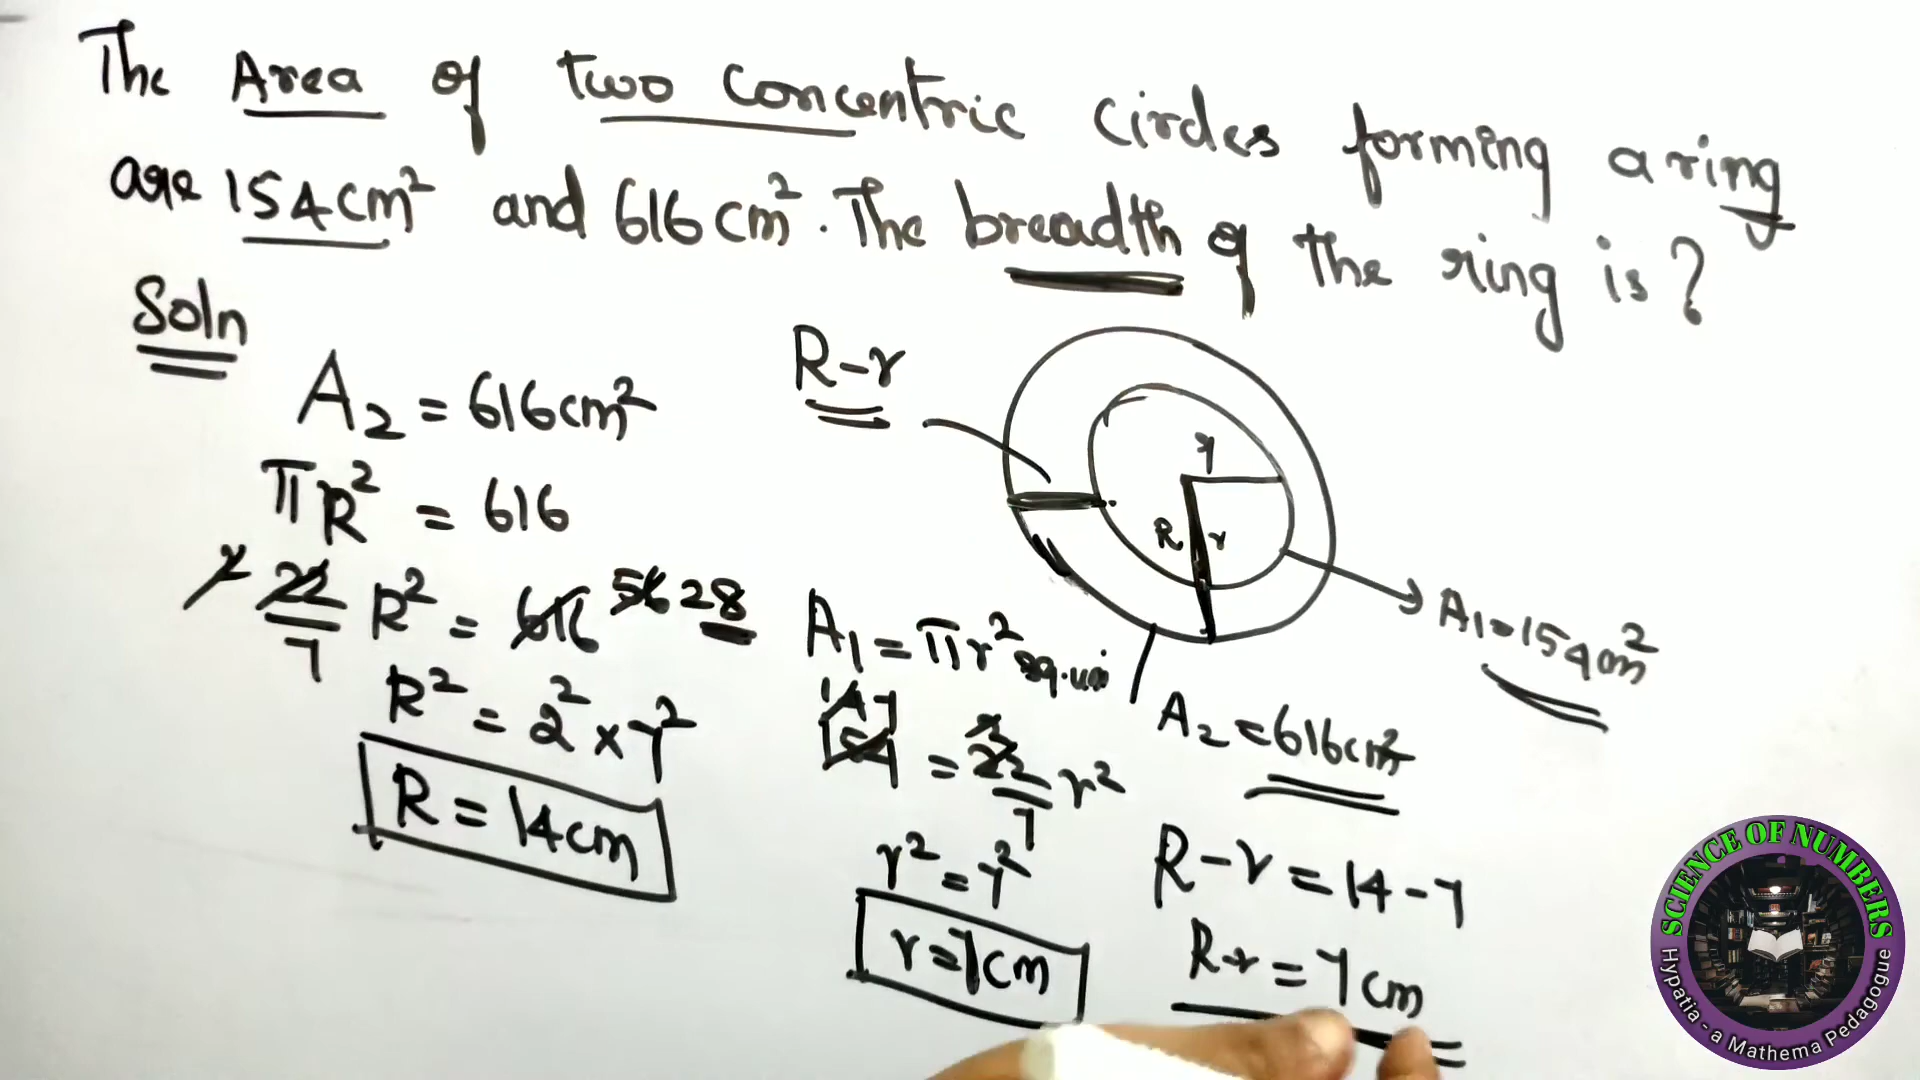 The Area of two concentric circles forming a ring
are 154cm² and 616cm². The breadth of the ring is?
Soln
A₂ = 616cm²
πR² = 616
22/7 R² = 616 56 28
R² = 2² × 7²
R = 14cm
R-r
r
R r
A₁=154cm²
A₂ = 616cm²
A₁ = πr² sq.uni
154 = 22/7 r²
r² = 7²
r=7cm
R-r = 14-7
R-r = 7cm
SCIENCE OF NUMBERS
Hypatia - a Mathema Pedagogue